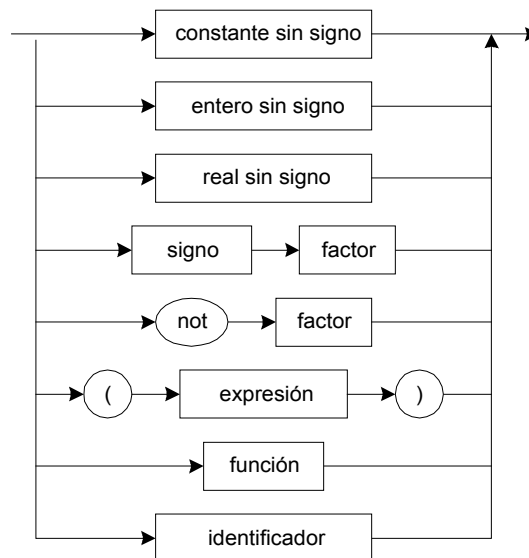 constante sin signo
entero sin signo
real sin signo
signo factor
not factor
( expresión )
función
identificador